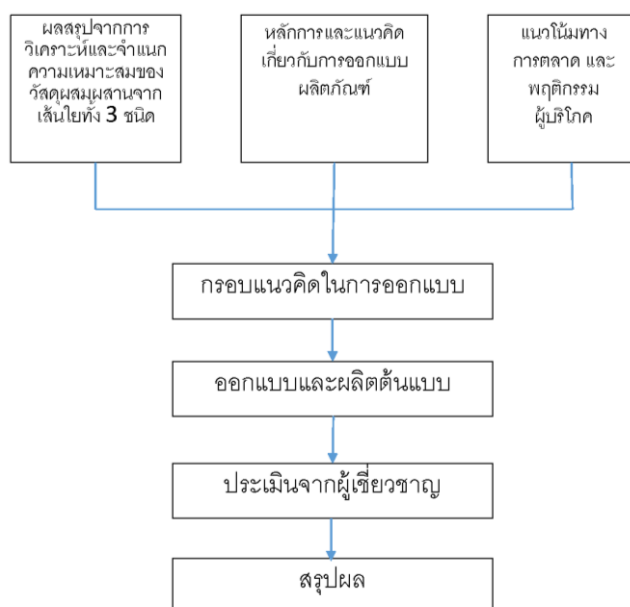 ผลสรุปจากการ
วิเคราะห์และจำแนก
ความเหมาะสมของ
วัสดุผสมผสานจาก
เส้นใยทั้ง 3 ชนิด
หลักการและแนวคิด
เกี่ยวกับการออกแบบ
ผลิตภัณฑ์
แนวโน้มทาง
การตลาด และ
พฤติกรรม
ผู้บริโภค
กรอบแนวคิดในการออกแบบ
ออกแบบและผลิตต้นแบบ
ประเมินจากผู้เชี่ยวชาญ
สรุปผล